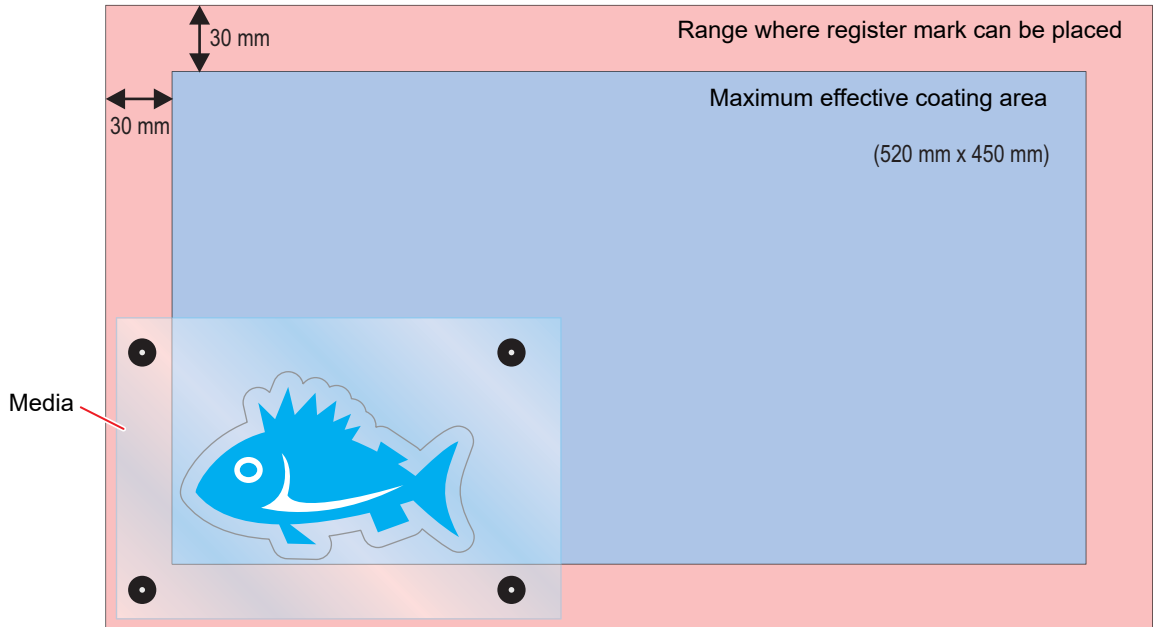 Range where register mark can be placed
30 mm
Maximum effective coating area
30 mm
(520 mm x 450 mm)
Media